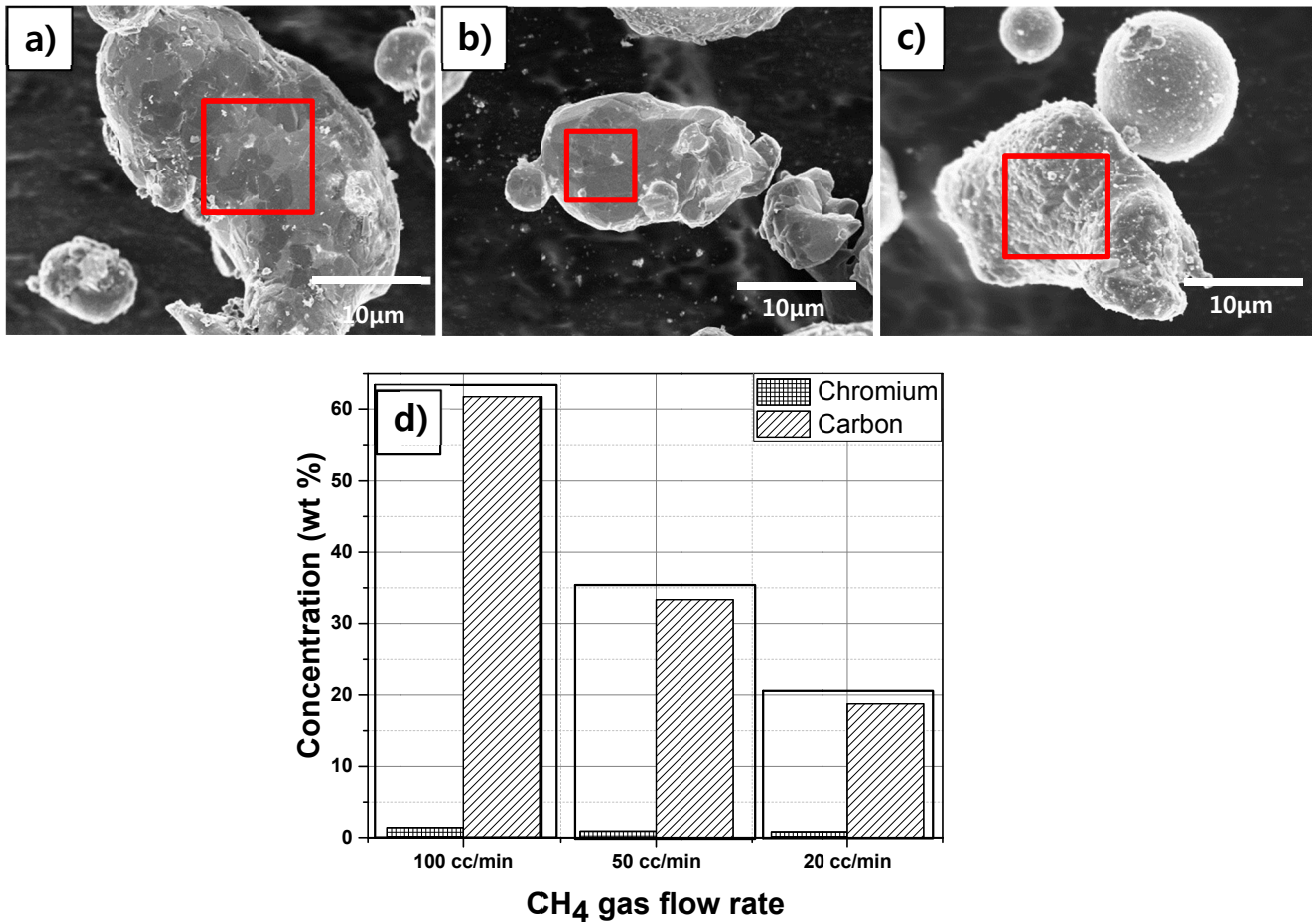 a)
b)
c)
10μm
10μm
10μm
d)
Chromium
Carbon
Concentration (wt %)
60
50
40
30
20
10
0
100 cc/min
50 cc/min
20 cc/min
CH4 gas flow rate